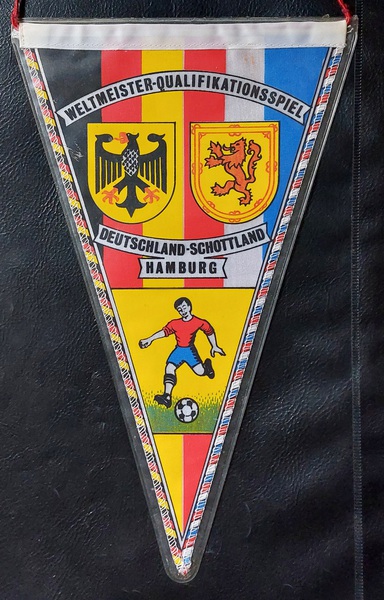 WELTMEISTER-QUALIFIKATIONSSPIEL
DEUTSCHLAND-SCHOTTLAND
HAMBURG